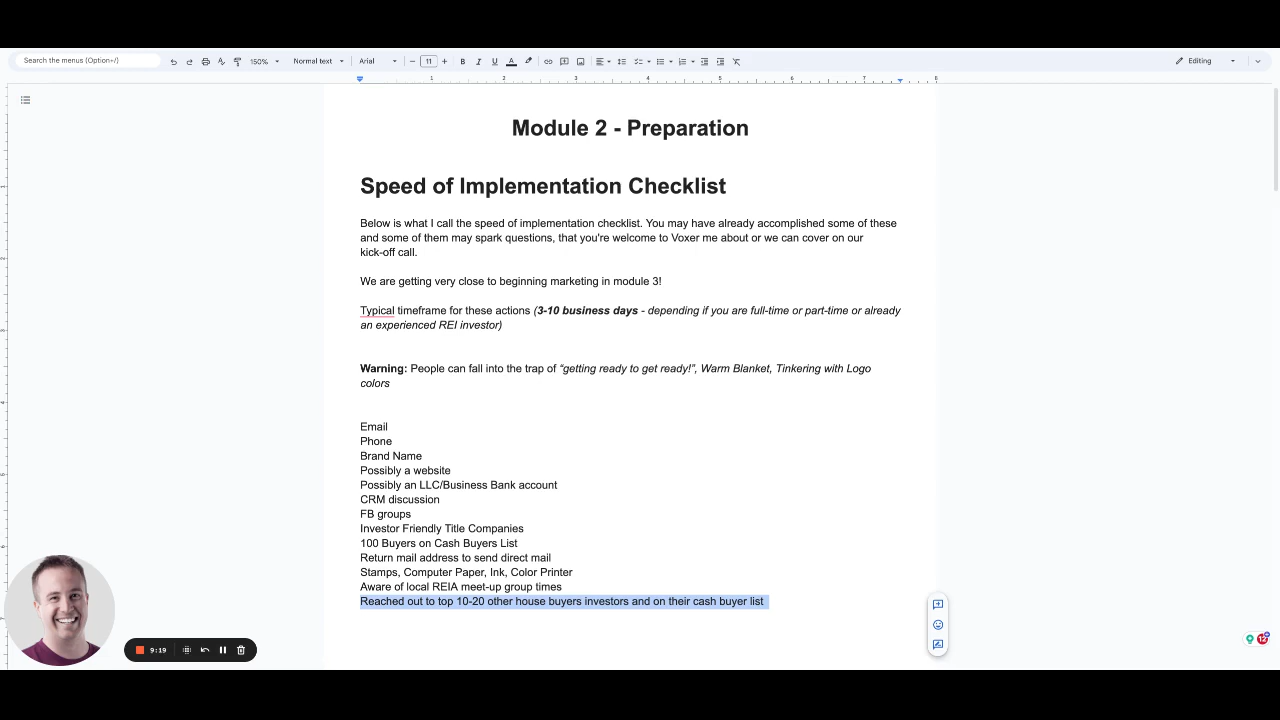 Search the menus (Option+/)
150%
Normal text
Arial
11
Editing
1 2 3 4 5 6 7 8
Module 2 - Preparation
Speed of Implementation Checklist
Below is what I call the speed of implementation checklist. You may have already accomplished some of these
and some of them may spark questions, that you're welcome to Voxer me about or we can cover on our
kick-off call.
We are getting very close to beginning marketing in module 3!
Typical timeframe for these actions (3-10 business days - depending if you are full-time or part-time or already
an experienced REI investor)
Warning: People can fall into the trap of “getting ready to get ready!”, Warm Blanket, Tinkering with Logo
colors
Email
Phone
Brand Name
Possibly a website
Possibly an LLC/Business Bank account
CRM discussion
FB groups
Investor Friendly Title Companies
100 Buyers on Cash Buyers List
Return mail address to send direct mail
Stamps, Computer Paper, Ink, Color Printer
Aware of local REIA meet-up group times
Reached out to top 10-20 other house buyers investors and on their cash buyer list
9:19